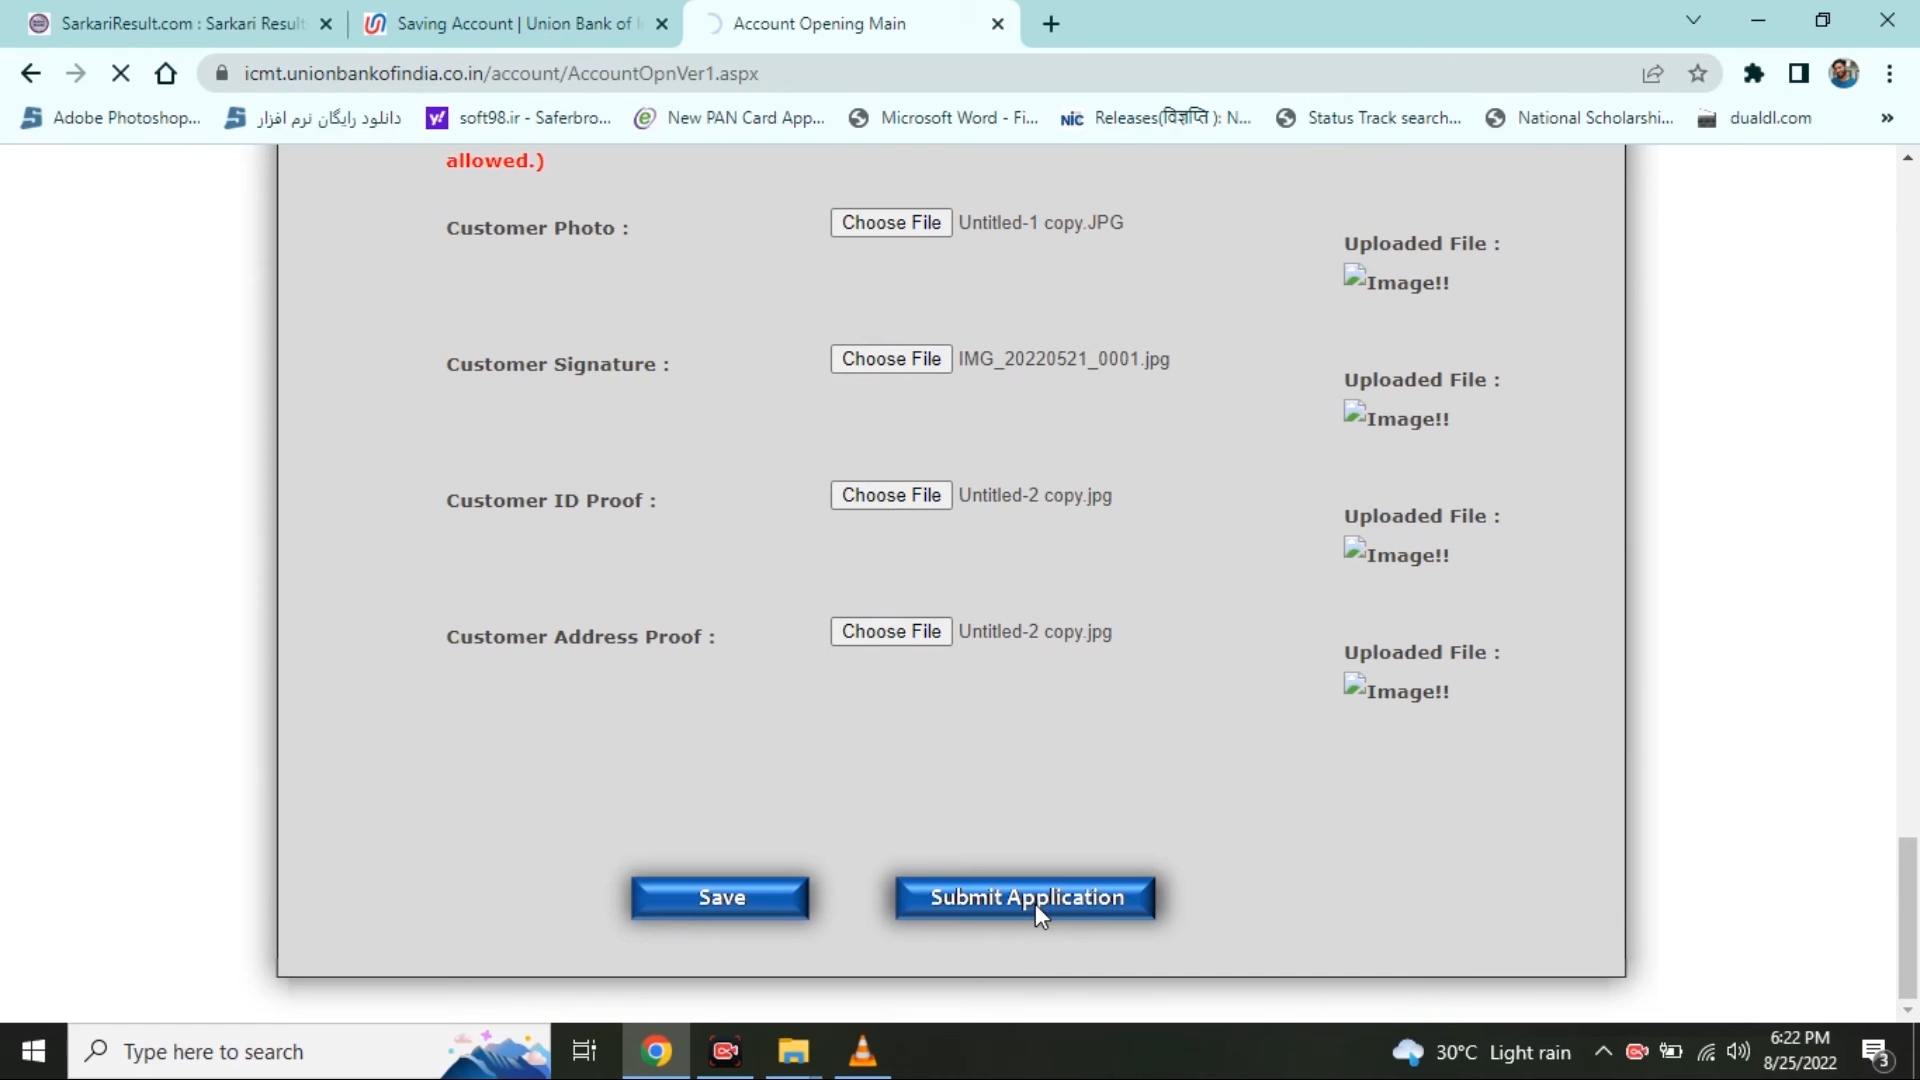 SarkariResult.com : Sarkari Result
Saving Account | Union Bank of I
Account Opening Main
icmt.unionbankofindia.co.in/account/AccountOpnVer1.aspx
Adobe Photoshop...
دانلود رایگان نرم افزار
y!
soft98.ir - Saferbro...
New PAN Card App...
Microsoft Word - Fi...
NIC
Releases(विज्ञप्ति ): N...
Status Track search...
National Scholarshi...
dualdl.com
»
allowed.)
Customer Photo :
Choose File Untitled-1 copy.JPG
Uploaded File :
Image!!
Customer Signature :
Choose File IMG_20220521_0001.jpg
Uploaded File :
Image!!
Customer ID Proof :
Choose File Untitled-2 copy.jpg
Uploaded File :
Image!!
Customer Address Proof :
Choose File Untitled-2 copy.jpg
Uploaded File :
Image!!
Save
Submit Application
Type here to search
30°C Light rain
6:22 PM
8/25/2022
3